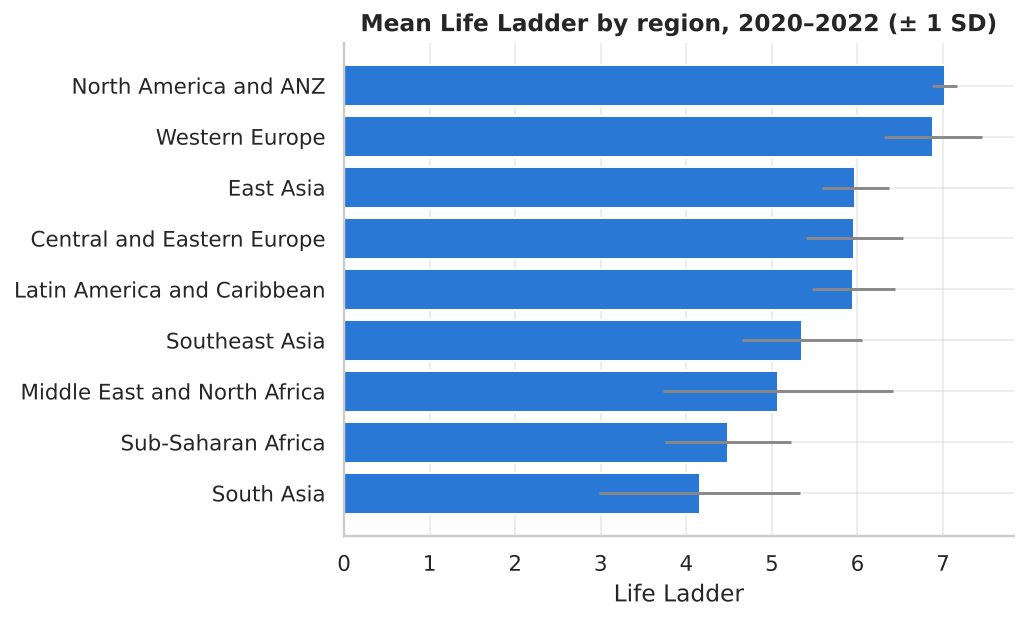 Mean Life Ladder by region, 2020–2022 (± 1 SD)
North America and ANZ
Western Europe
East Asia
Central and Eastern Europe
Latin America and Caribbean
Southeast Asia
Middle East and North Africa
Sub-Saharan Africa
South Asia
0 1 2 3 4 5 6 7
Life Ladder